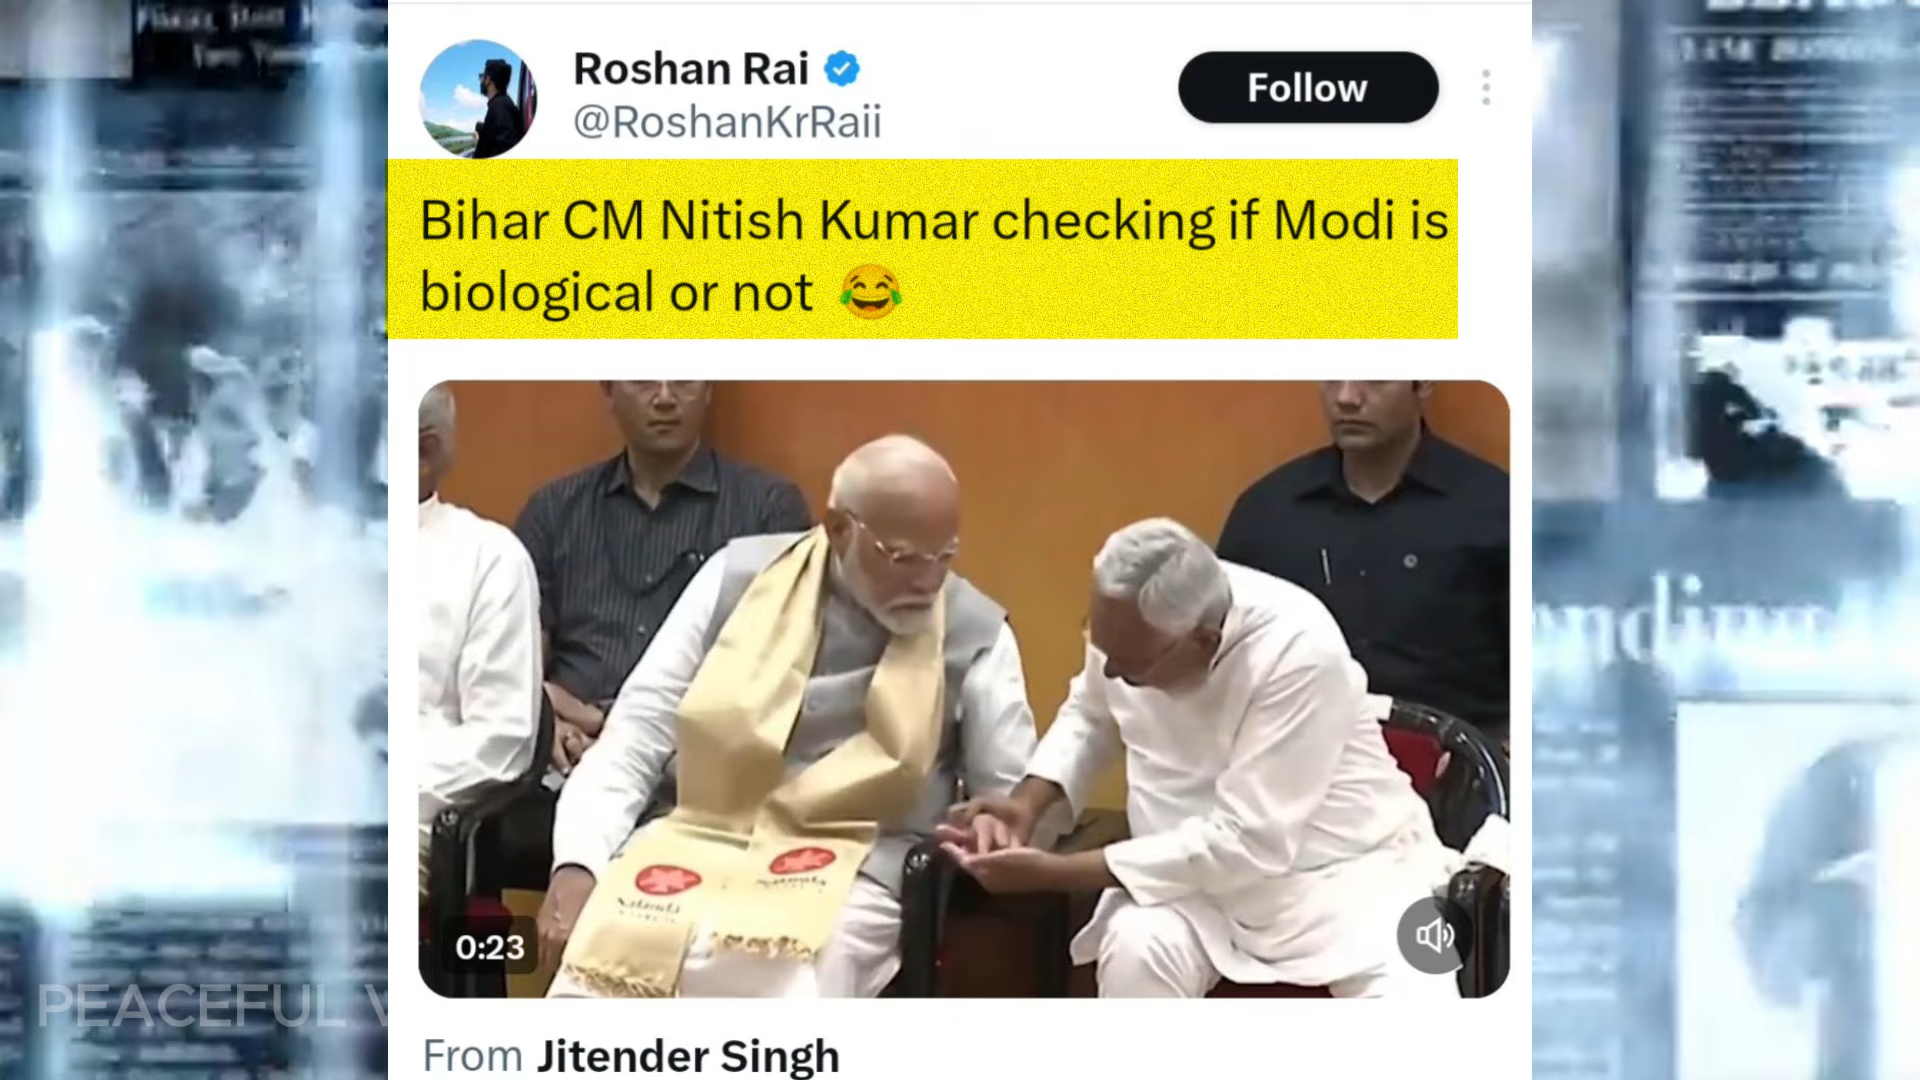 Roshan Rai
@RoshanKrRaii
Follow
Bihar CM Nitish Kumar checking if Modi is
biological or not 😂
Nalanda
0:23
From Jitender Singh
PEACEFUL V